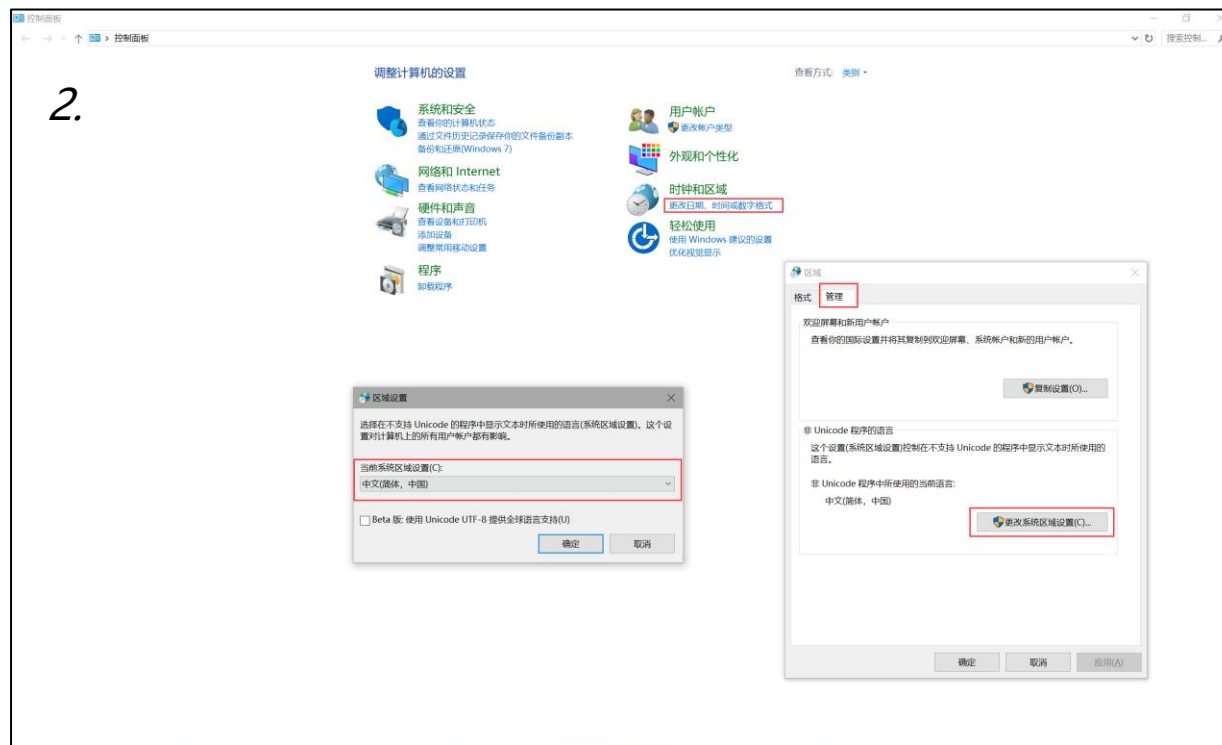 控制面板
控制面板
搜索控制...
2.
调整计算机的设置
查看方式: 类别
系统和安全
查看你的计算机状态
通过文件历史记录保存你的文件备份副本
备份和还原(Windows 7)
网络和 Internet
查看网络状态和任务
硬件和声音
查看设备和打印机
添加设备
调整常用移动设置
程序
卸载程序
用户帐户
更改帐户类型
外观和个性化
时钟和区域
更改日期、时间或数字格式
轻松使用
使用 Windows 建议的设置
优化视觉显示
区域设置
选择在不支持 Unicode 的程序中显示文本时所使用的语言(系统区域设置)。这个设
置对计算机上的所有用户帐户都有影响。
当前系统区域设置(C):
中文(简体，中国)
Beta 版: 使用 Unicode UTF-8 提供全球语言支持(U)
确定 取消
区域
格式 管理
欢迎屏幕和新用户帐户
查看你的国际设置并将其复制到欢迎屏幕、系统帐户和新的用户帐户。
复制设置(O)...
非 Unicode 程序的语言
这个设置(系统区域设置)控制在不支持 Unicode 的程序中显示文本时所使用的
语言。
非 Unicode 程序中所使用的当前语言:
中文(简体，中国)
更改系统区域设置(C)...
确定 取消 应用(A)